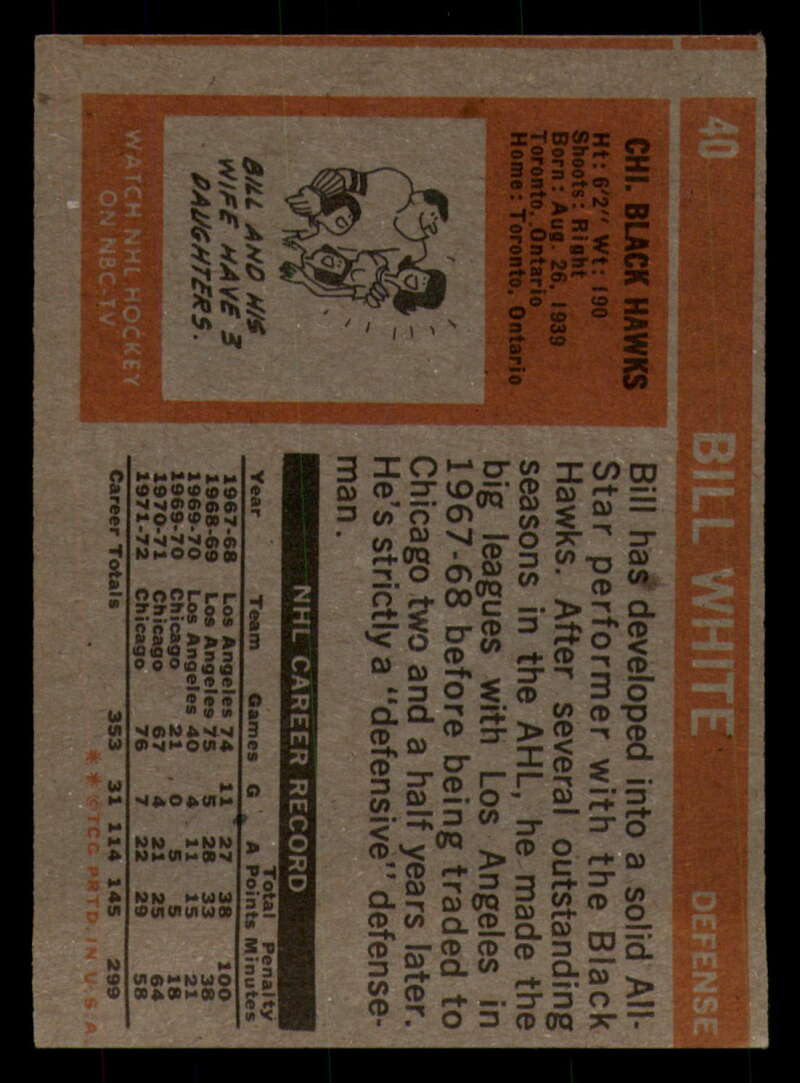 40 BILL WHITE DEFENSE
CHI. BLACK HAWKS
Ht: 6'2" Wt: 190
Shoots: Right
Born: Aug. 26, 1939
Toronto, Ontario
Home: Toronto, Ontario
BILL AND HIS
WIFE HAVE 3
DAUGHTERS.
WATCH NHL HOCKEY
ON NBC-TV
Bill has developed into a solid All-
Star performer with the Black
Hawks. After several outstanding
seasons in the AHL, he made the
big leagues with Los Angeles in
1967-68 before being traded to
Chicago two and a half years later.
He's strictly a "defensive" defense-
man.
NHL CAREER RECORD
Total Penalty
Year Team Games G A Points Minutes
1967-68 Los Angeles 74 11 27 38 100
1968-69 Los Angeles 75 5 28 33 38
1969-70 Los Angeles 40 4 11 15 21
1969-70 Chicago 21 0 5 5 18
1970-71 Chicago 67 4 21 25 64
1971-72 Chicago 76 7 22 29 58
Career Totals 353 31 114 145 299
**©TCG PRTD. IN U.S.A.